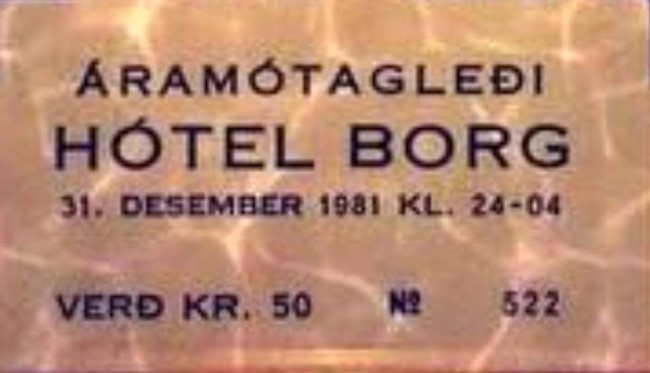 ÁRAMÓTAGLEÐI
HÓTEL BORG
31. DESEMBER 1981 KL. 24-04
VERÐ KR. 50 № 522